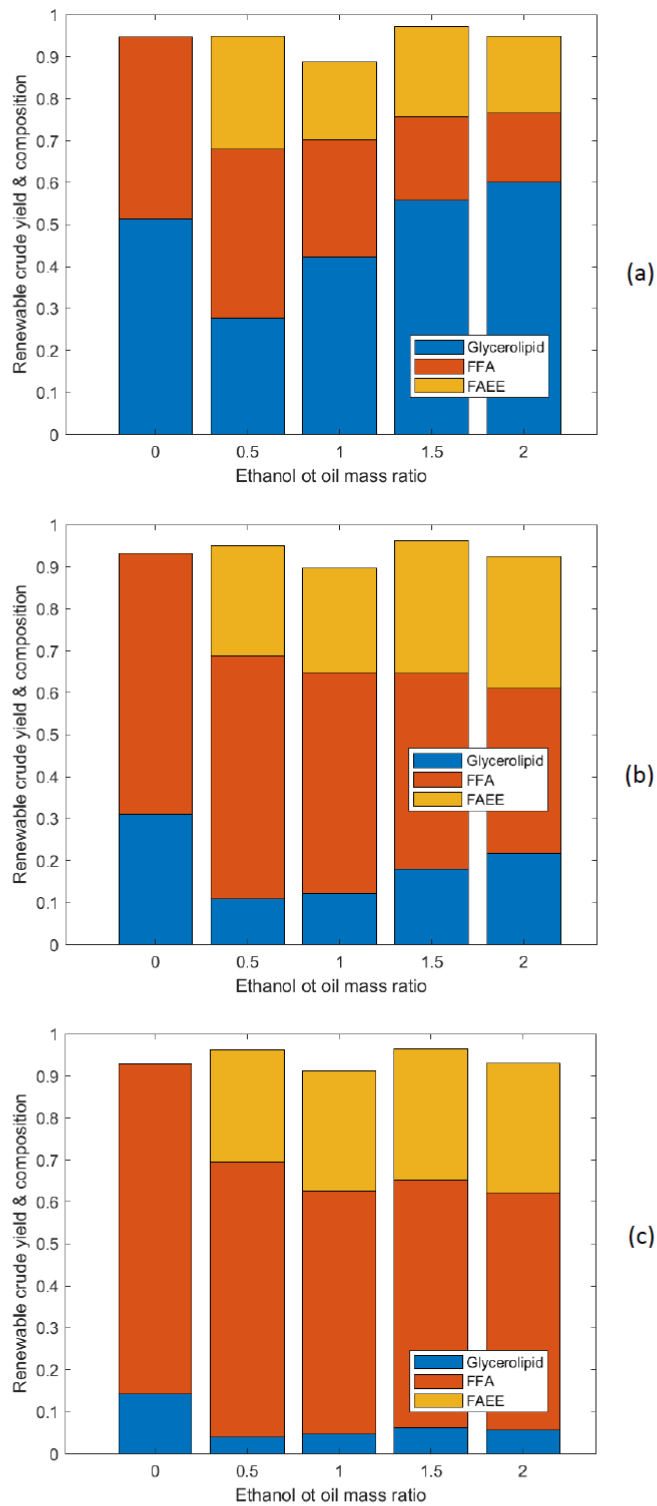 1
0.9
0.8
0.7
0.6
0.5
0.4
0.3
0.2
0.1
0
Renewable crude yield & composition
Glycerolipid
FFA
FAEE
0 0.5 1 1.5 2
Ethanol ot oil mass ratio
(a)
1
0.9
0.8
0.7
0.6
0.5
0.4
0.3
0.2
0.1
0
Renewable crude yield & composition
Glycerolipid
FFA
FAEE
0 0.5 1 1.5 2
Ethanol ot oil mass ratio
(b)
1
0.9
0.8
0.7
0.6
0.5
0.4
0.3
0.2
0.1
0
Renewable crude yield & composition
Glycerolipid
FFA
FAEE
0 0.5 1 1.5 2
Ethanol ot oil mass ratio
(c)